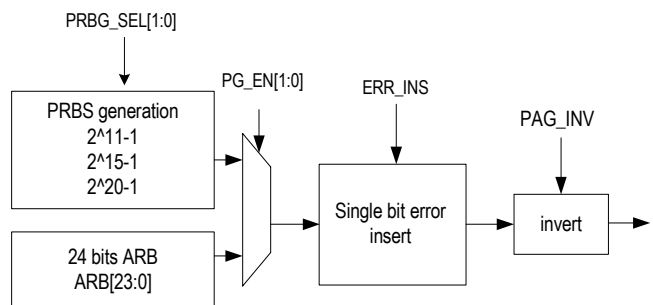 PRBG_SEL[1:0]
PG_EN[1:0]
ERR_INS
PAG_INV
PRBS generation
2^11-1
2^15-1
2^20-1
Single bit error
insert
invert
24 bits ARB
ARB[23:0]